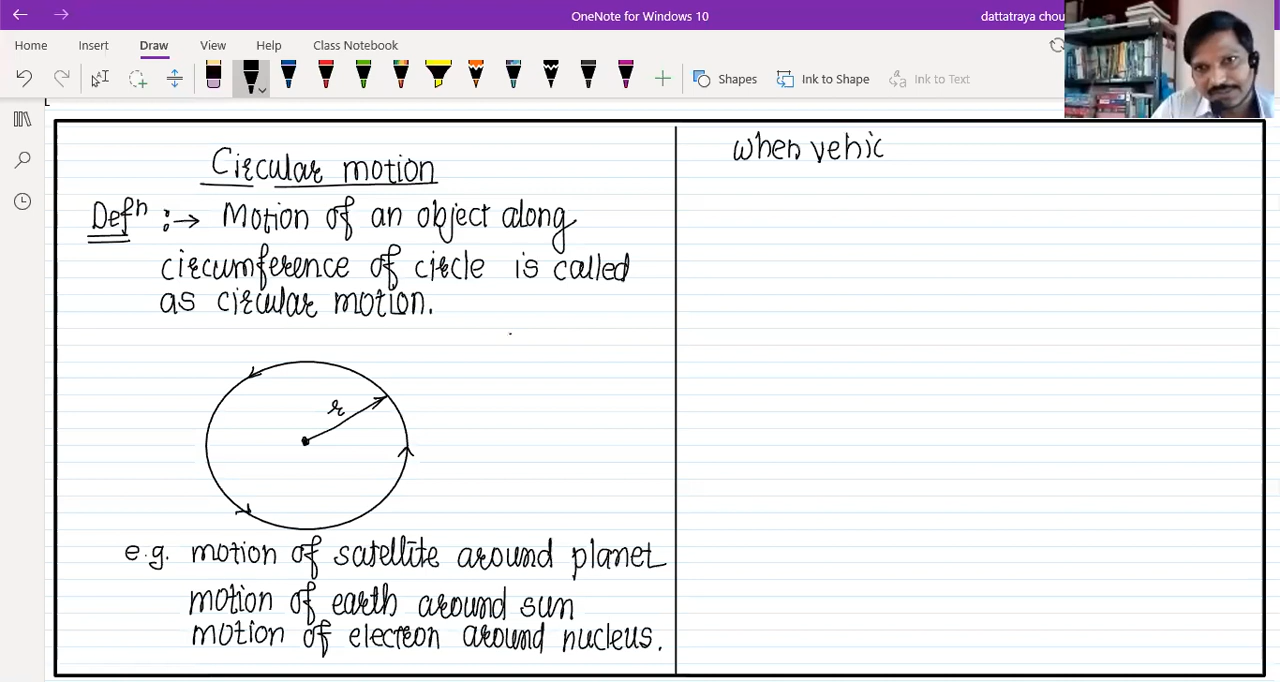 OneNote for Windows 10
dattatraya chou
Home Insert Draw View Help Class Notebook
Shapes Ink to Shape Ink to Text
Circular motion
Defⁿ :→ Motion of an object along
circumference of circle is called
as circular motion.
r
e.g. motion of satellite around planet
motion of earth around sun
motion of electron around nucleus.
when vehic